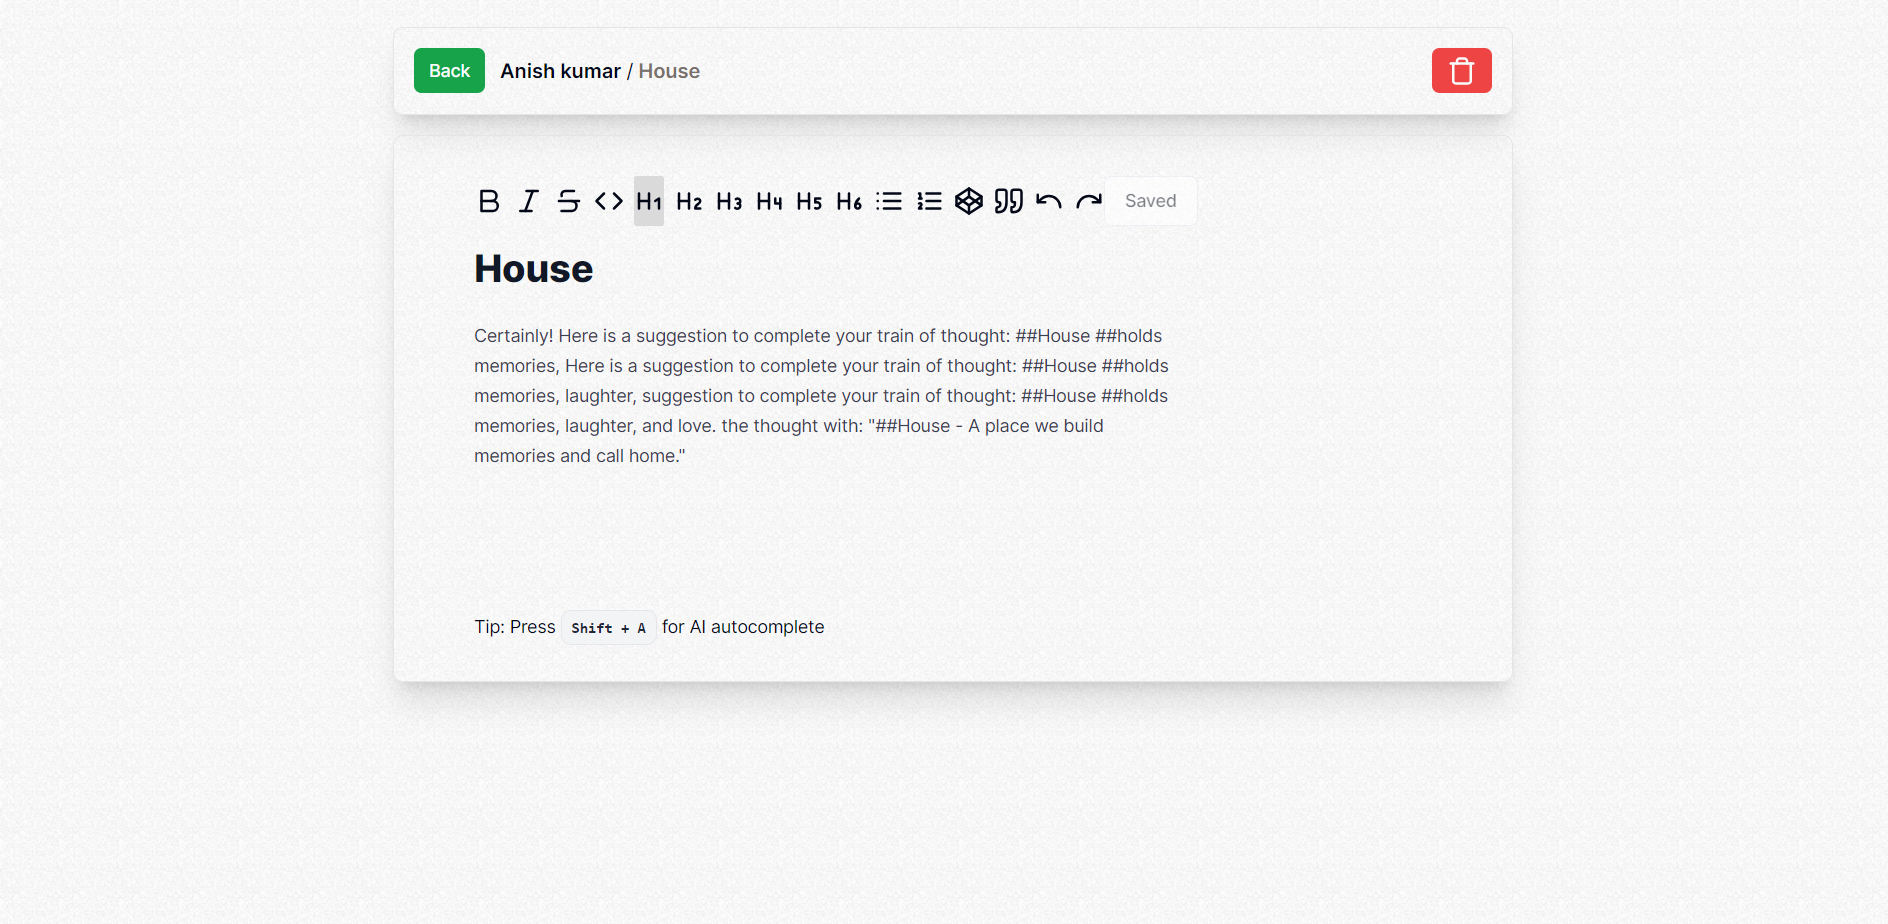 Back Anish kumar / House
B I S <> H1 H2 H3 H4 H5 H6 Saved
House
Certainly! Here is a suggestion to complete your train of thought: ##House ##holds
memories, Here is a suggestion to complete your train of thought: ##House ##holds
memories, laughter, suggestion to complete your train of thought: ##House ##holds
memories, laughter, and love. the thought with: "##House - A place we build
memories and call home."
Tip: Press Shift + A for AI autocomplete